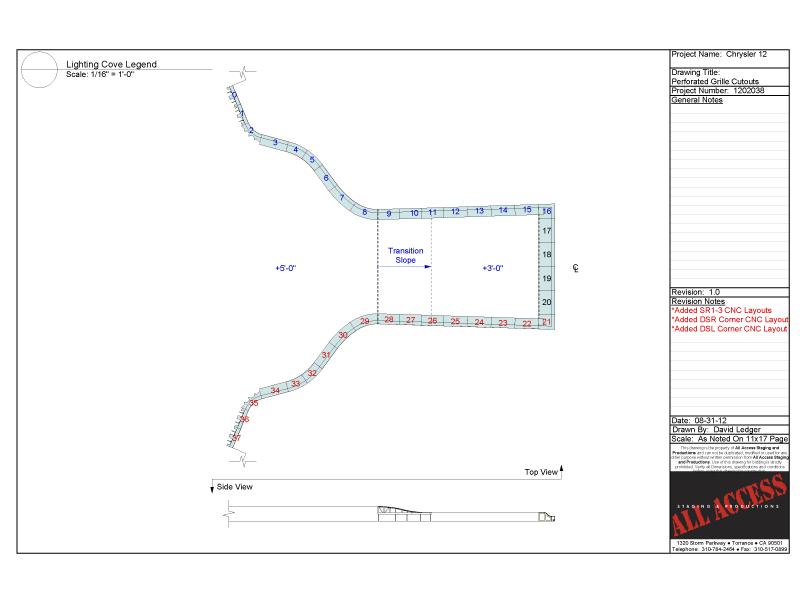 Lighting Cove Legend
Scale: 1/16" = 1'-0"
0
1
2
3
4
5
6
7
8
9
10
11
12
13
14
15
16
17
18
19
20
21
22
23
24
25
26
27
28
29
30
31
32
33
34
35
36
37
Transition
Slope
+5'-0"
+3'-0"
Top View
Side View
Project Name: Chrysler 12
Drawing Title:
Perforated Grille Cutouts
Project Number: 1202038
General Notes
Revision: 1.0
Revision Notes
*Added SR1-3 CNC Layouts
*Added DSR Corner CNC Layout
*Added DSL Corner CNC Layout
Date: 08-31-12
Drawn By: David Ledger
Scale: As Noted On 11x17 Page
This drawing is the property of All Access Staging and
Productions and can not be duplicated, modified or used for any
other purpose without written permission from All Access Staging
and Productions. Use of this drawing for bidding is strictly
prohibited. Verify all Dimensions, specifications and conditions
ALL ACCESS
STAGING & PRODUCTIONS
1320 Storm Parkway ● Torrance ● CA 90501
Telephone: 310-784-2464 ● Fax: 310-517-0899